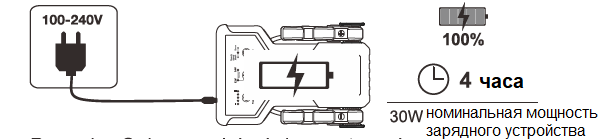 100-240V
100%
4 часа
30W номинальная мощность
зарядного устройства